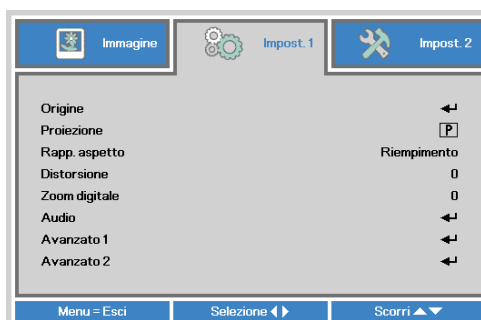 Immagine Impost. 1 Impost. 2
Origine
Proiezione P
Rapp. aspetto Riempimento
Distorsione 0
Zoom digitale 0
Audio
Avanzato 1
Avanzato 2
Menu = Esci Selezione Scorri